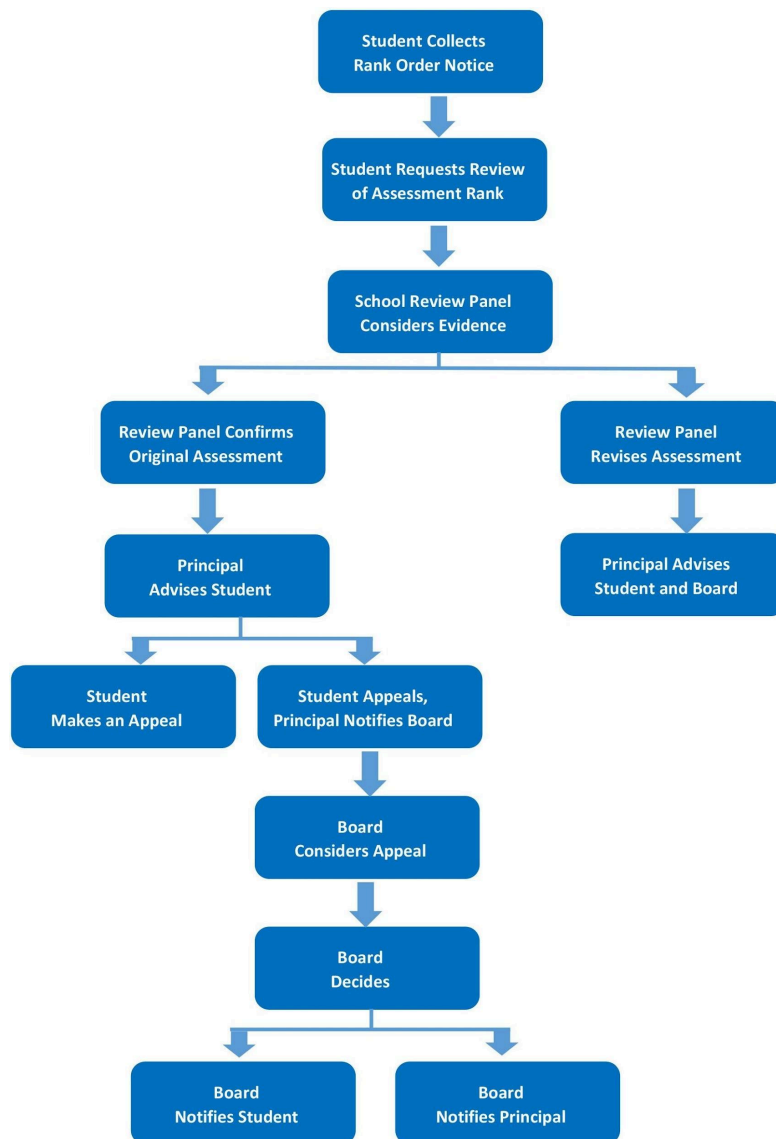 Student Collects
Rank Order Notice
Student Requests Review
of Assessment Rank
School Review Panel
Considers Evidence
Review Panel Confirms
Original Assessment
Review Panel
Revises Assessment
Principal
Advises Student
Principal Advises
Student and Board
Student
Makes an Appeal
Student Appeals,
Principal Notifies Board
Board
Considers Appeal
Board
Decides
Board
Notifies Student
Board
Notifies Principal